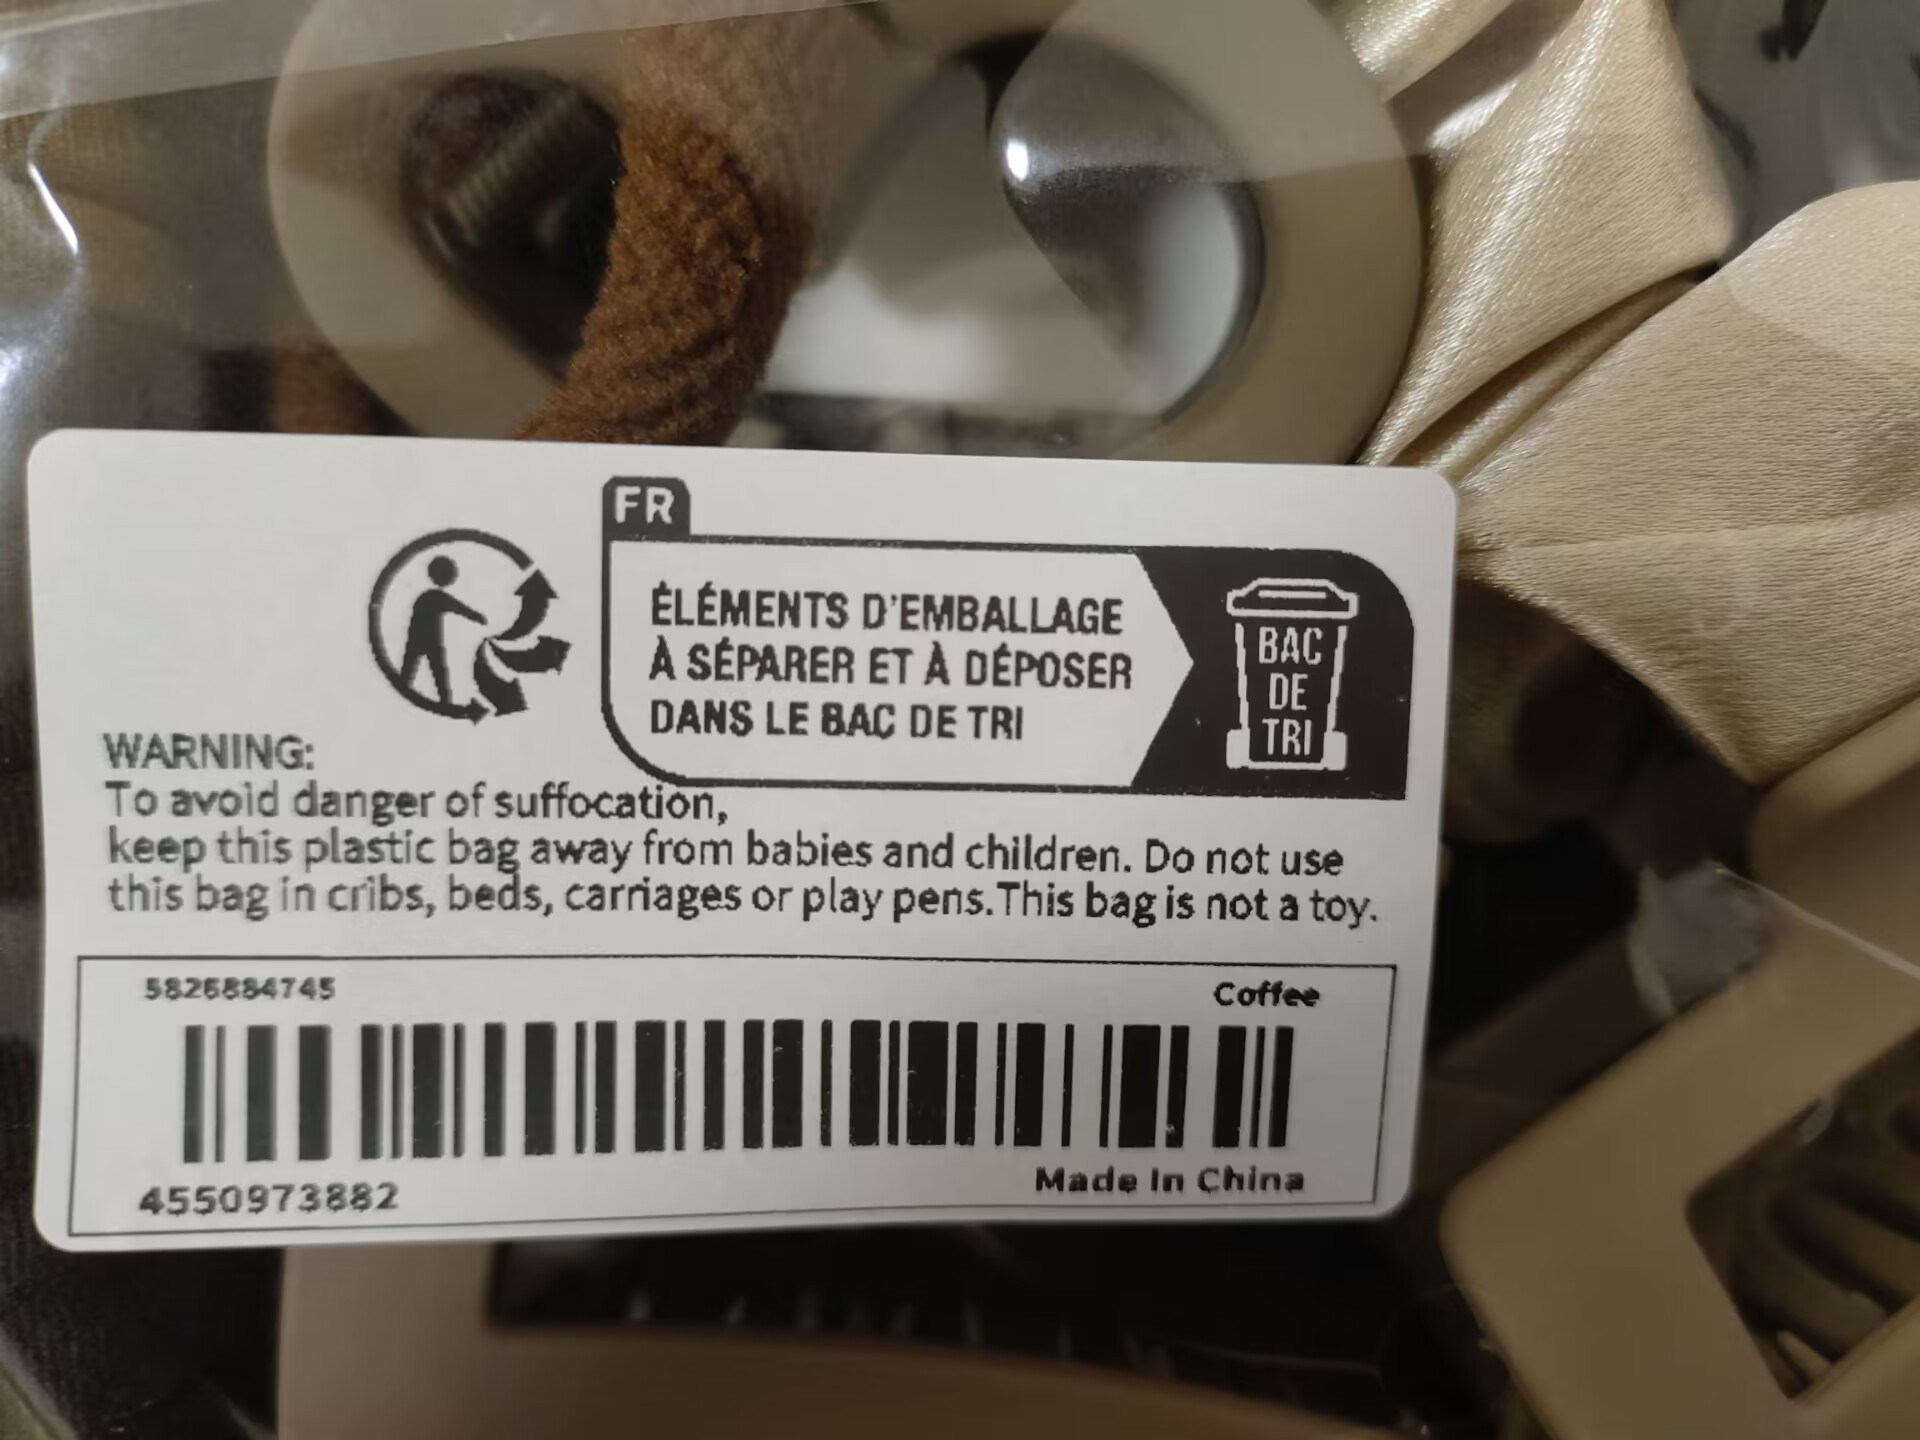 FR
ÉLÉMENTS D'EMBALLAGE
À SÉPARER ET À DÉPOSER
DANS LE BAC DE TRI
BAC
DE
TRI
WARNING:
To avoid danger of suffocation,
keep this plastic bag away from babies and children. Do not use
this bag in cribs, beds, carriages or play pens.This bag is not a toy.
5826884745
Coffee
Made In China
4550973882